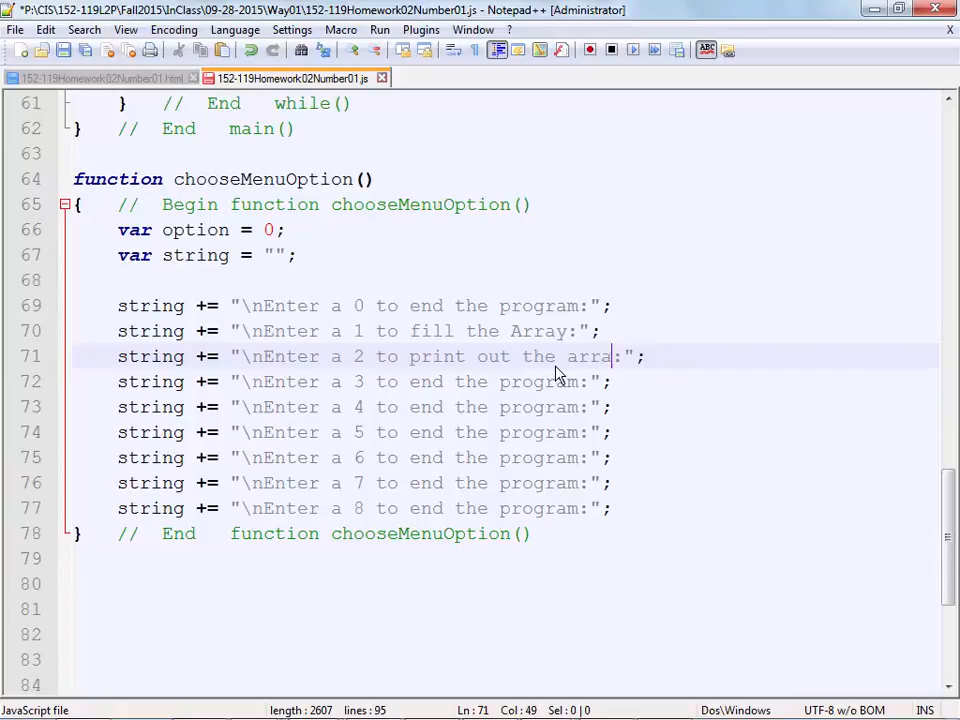 *P:\CIS\152-119L2P\Fall2015\InClass\09-28-2015\Way01\152-119Homework02Number01.js - Notepad++ [Administrator]
File Edit Search View Encoding Language Settings Macro Run Plugins Window ? X
152-119Homework02Number01.html 152-119Homework02Number01.js
61 } // End while()
62 } // End main()
63
64 function chooseMenuOption()
65 { // Begin function chooseMenuOption()
66 var option = 0;
67 var string = "";
68
69 string += "\nEnter a 0 to end the program:";
70 string += "\nEnter a 1 to fill the Array:";
71 string += "\nEnter a 2 to print out the arra:";
72 string += "\nEnter a 3 to end the program:";
73 string += "\nEnter a 4 to end the program:";
74 string += "\nEnter a 5 to end the program:";
75 string += "\nEnter a 6 to end the program:";
76 string += "\nEnter a 7 to end the program:";
77 string += "\nEnter a 8 to end the program:";
78 } // End function chooseMenuOption()
79
80
81
82
83
84
JavaScript file length : 2607 lines : 95 Ln : 71 Col : 49 Sel : 0 | 0 Dos\Windows UTF-8 w/o BOM INS